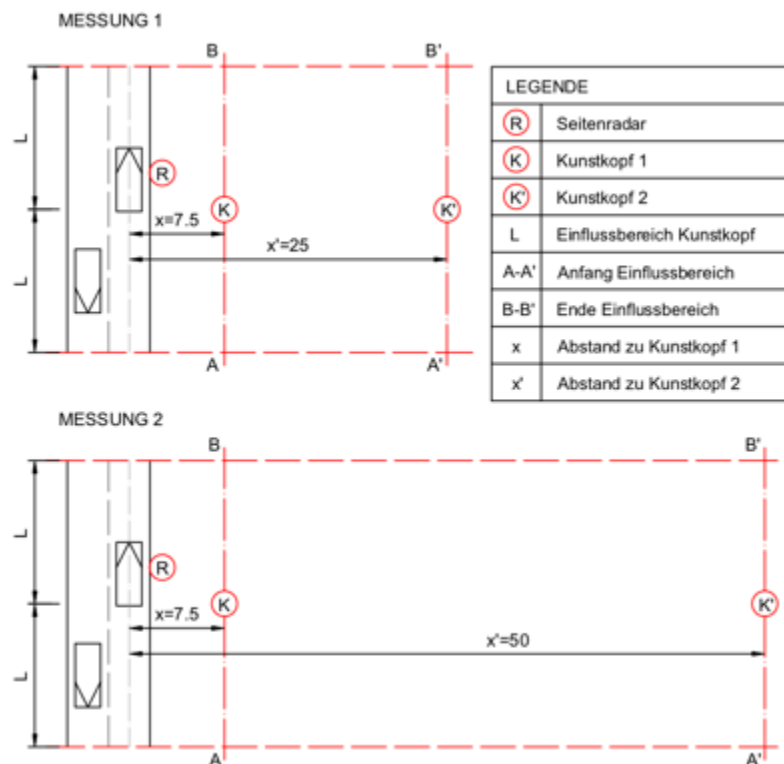 MESSUNG 1
B
B'
L
R
K
K'
x=7.5
x'=25
L
A
A'
LEGENDE
R Seitenradar
K Kunstkopf 1
K' Kunstkopf 2
L Einflussbereich Kunstkopf
A-A' Anfang Einflussbereich
B-B' Ende Einflussbereich
x Abstand zu Kunstkopf 1
x' Abstand zu Kunstkopf 2
MESSUNG 2
B
B'
L
R
K
K'
x=7.5
x'=50
L
A
A'